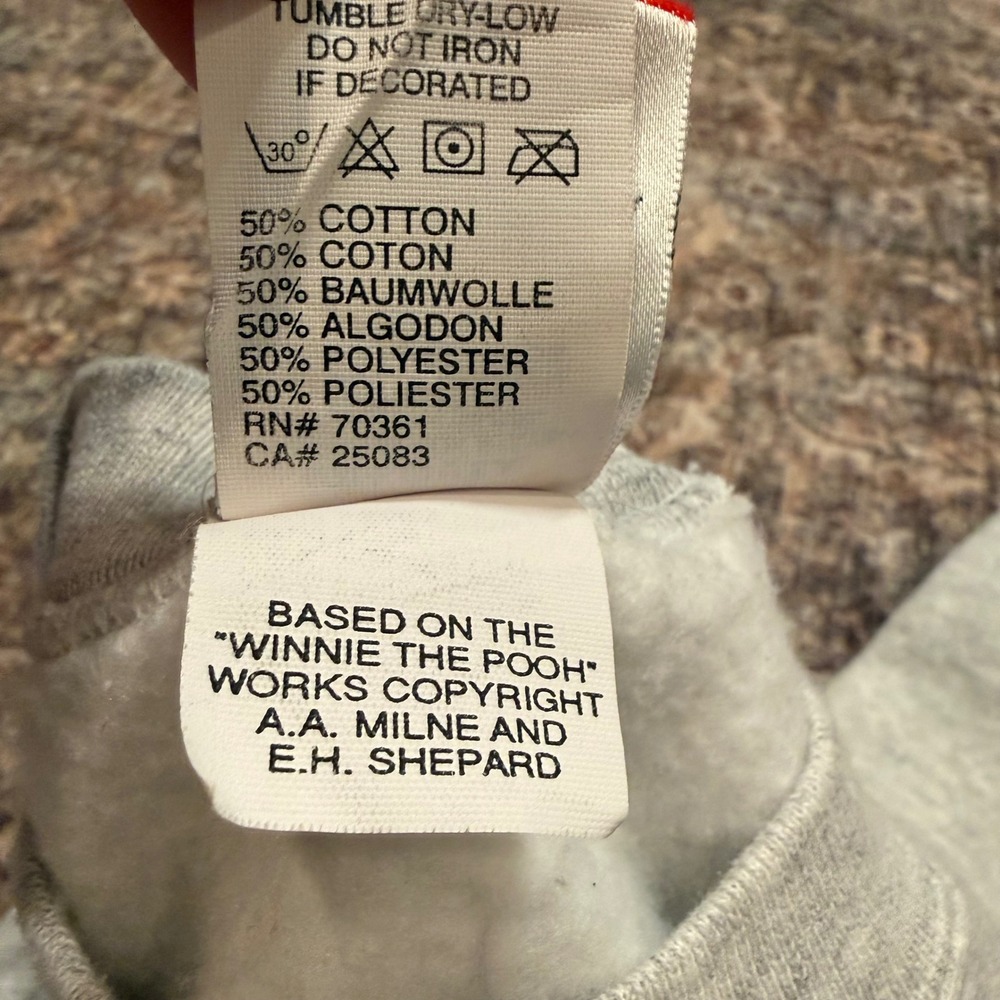 TUMBLE DRY-LOW
DO NOT IRON
IF DECORATED
30°
50% COTTON
50% COTON
50% BAUMWOLLE
50% ALGODON
50% POLYESTER
50% POLIESTER
RN# 70361
CA# 25083
BASED ON THE
"WINNIE THE POOH"
WORKS COPYRIGHT
A.A. MILNE AND
E.H. SHEPARD